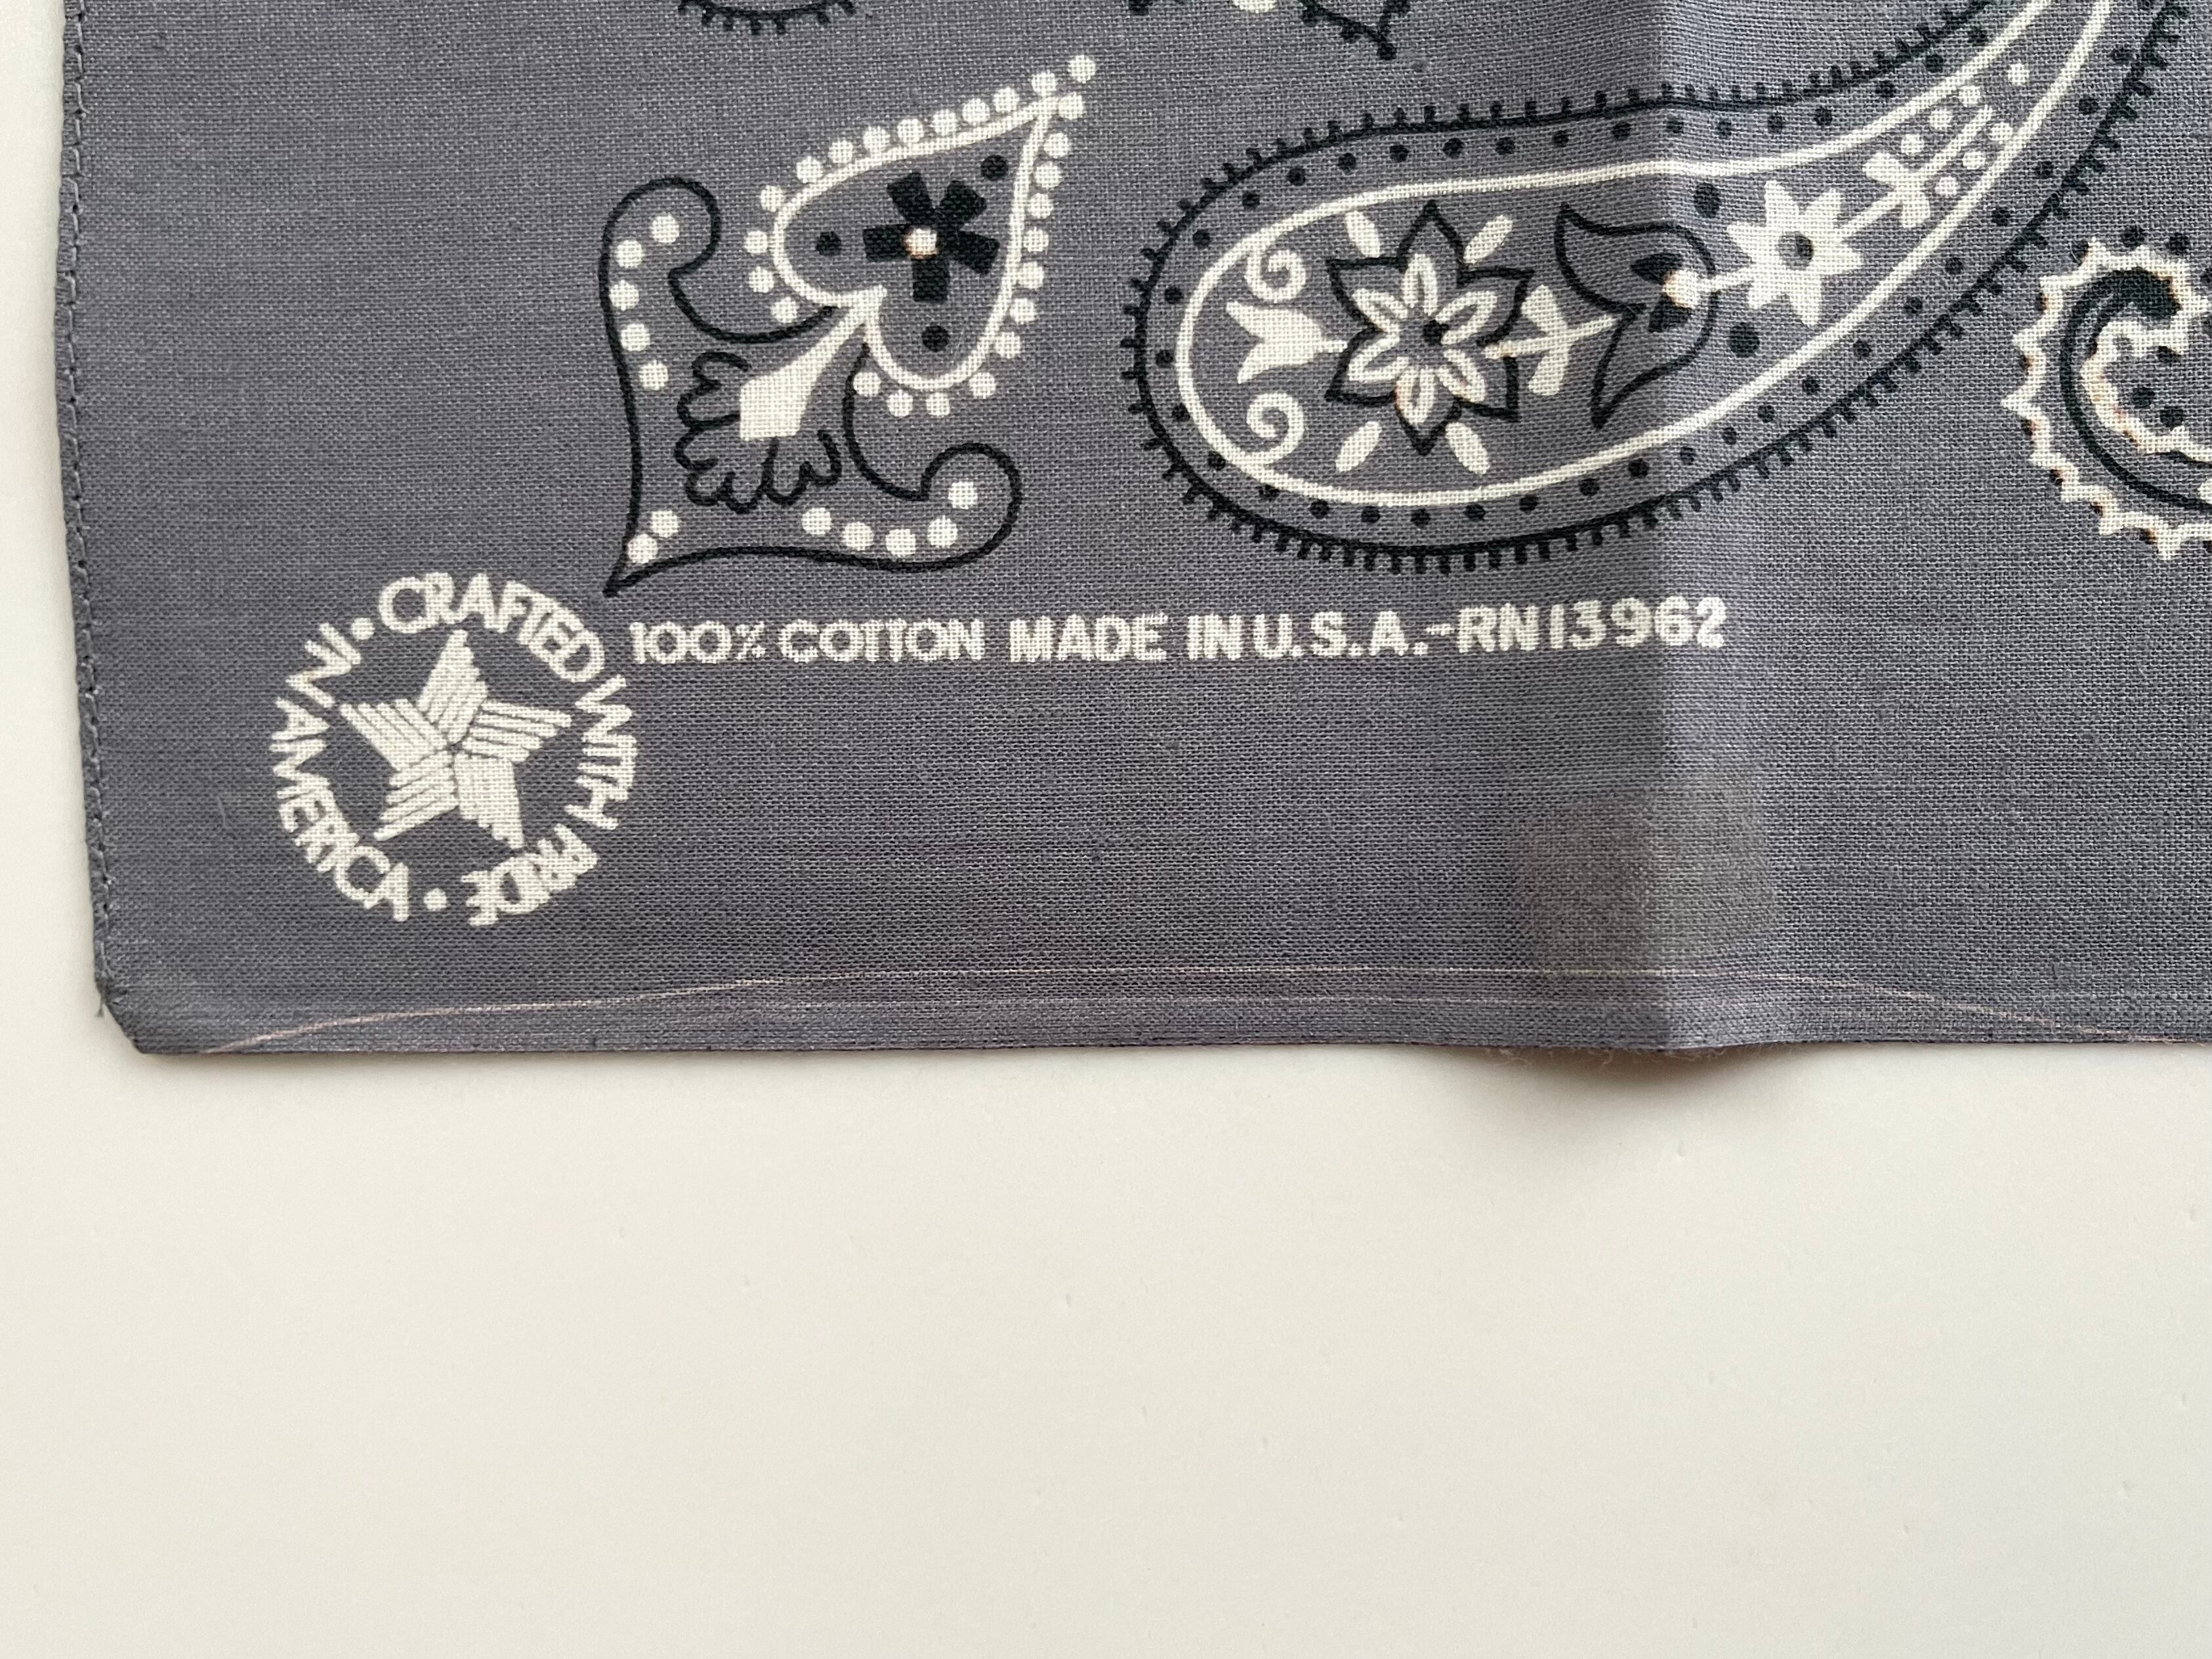 • CRAFTED WITH PRIDE • IN AMERICA
100% COTTON MADE IN U.S.A.-RN13962